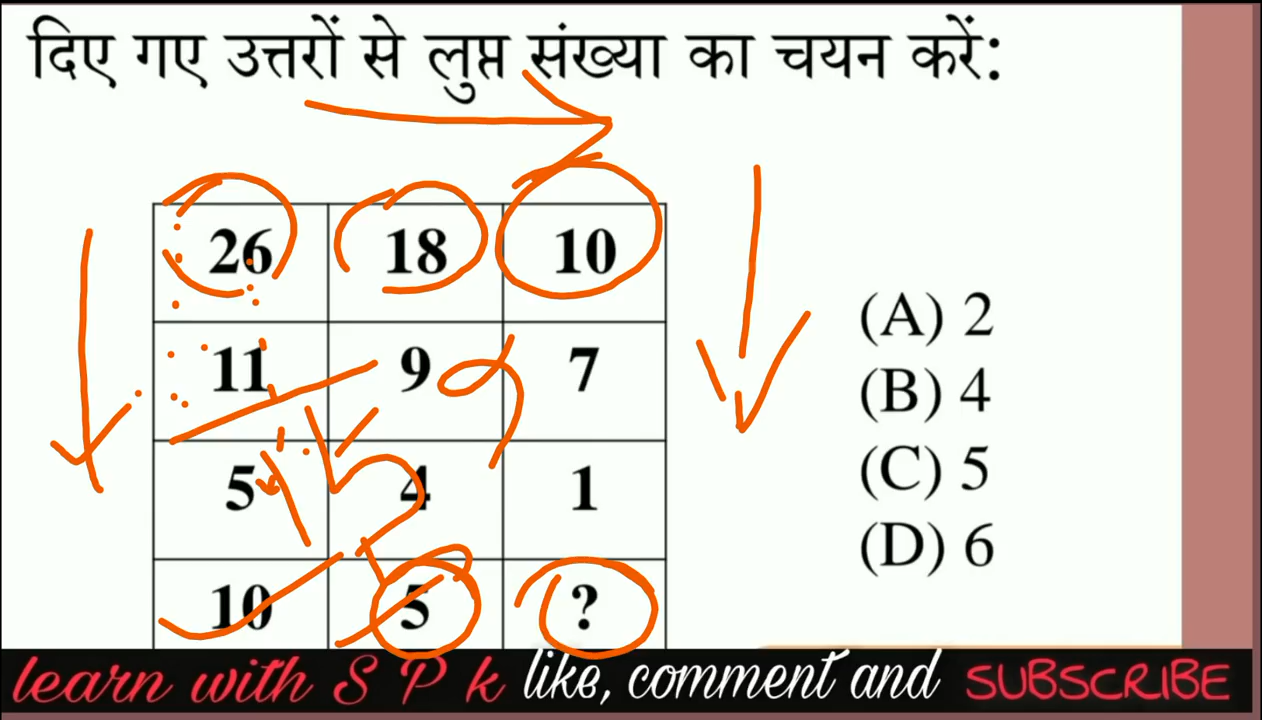 दिए गए उत्तरों से लुप्त संख्या का चयन करें:
26 18 10
11 9 7
5 4 1
10 5 ?
(A) 2
(B) 4
(C) 5
(D) 6
learn with S P k like, comment and SUBSCRIBE